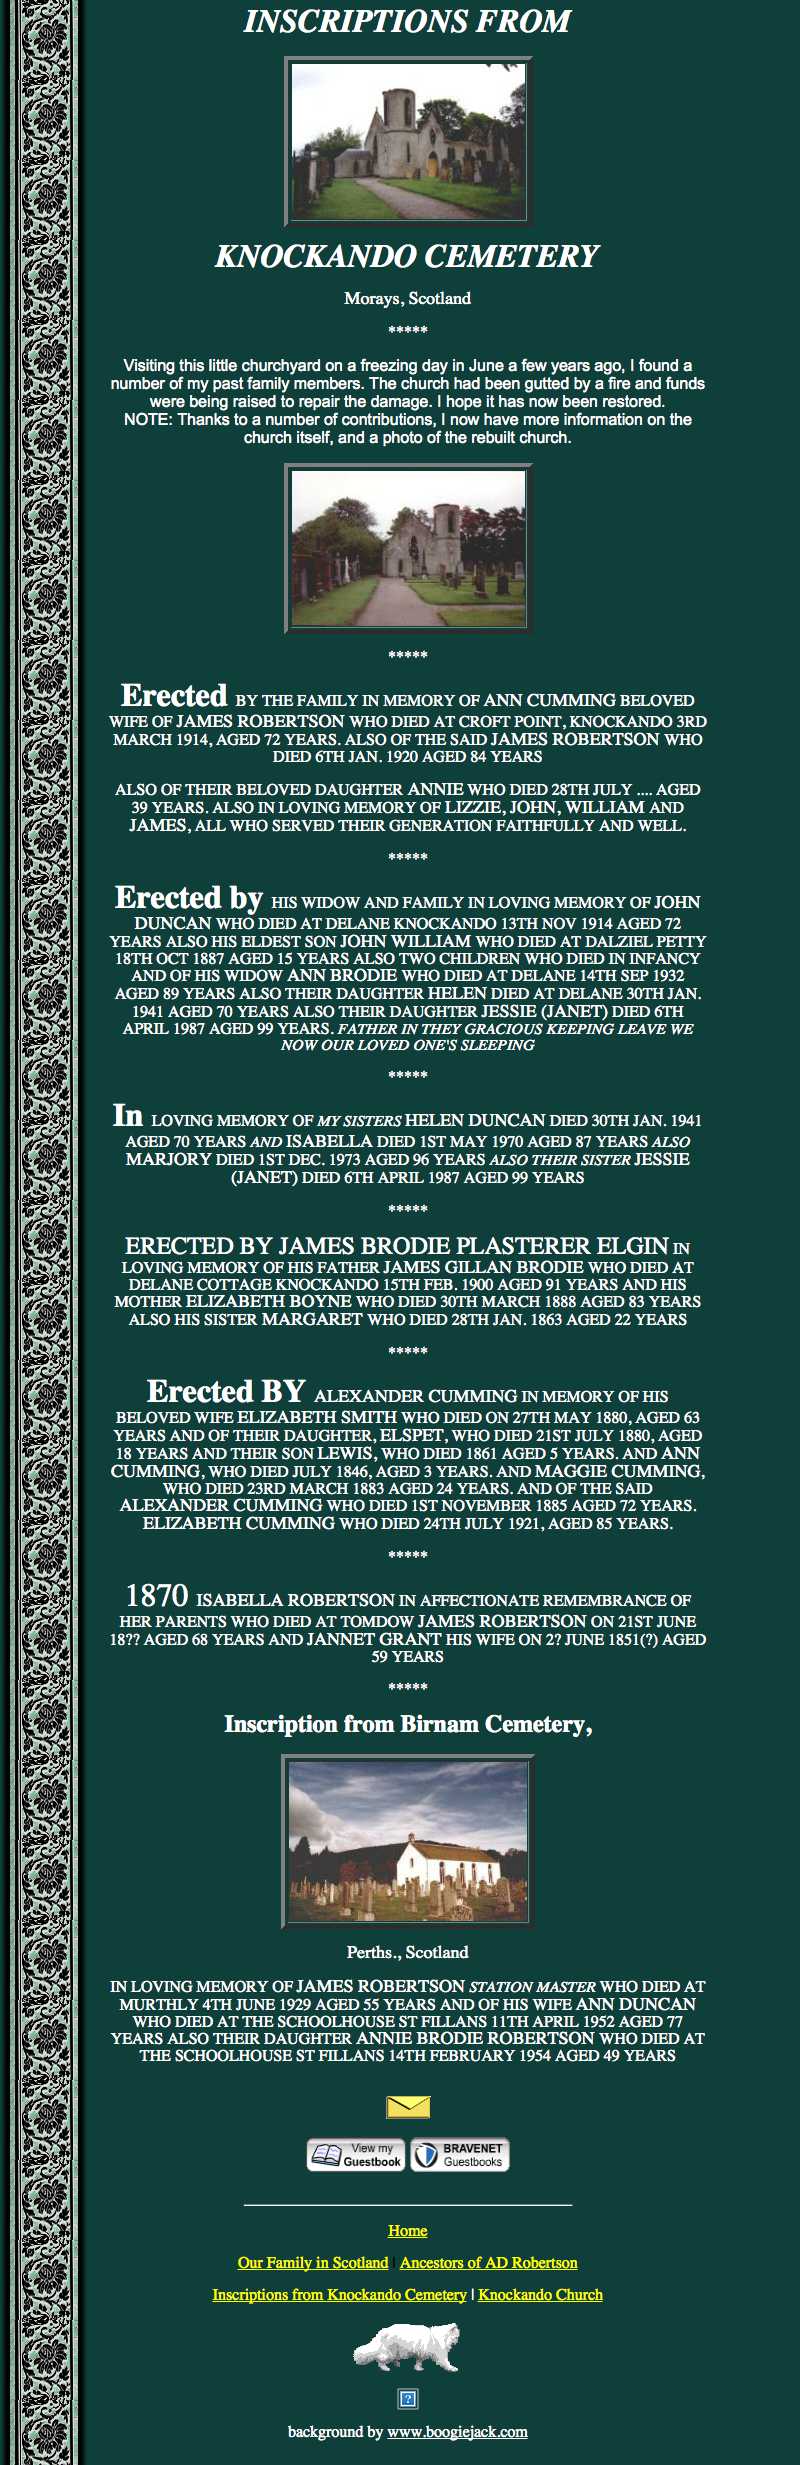 INSCRIPTIONS FROM
KNOCKANDO CEMETERY
Morays, Scotland
*****
Visiting this little churchyard on a freezing day in June a few years ago, I found a
number of my past family members. The church had been gutted by a fire and funds
were being raised to repair the damage. I hope it has now been restored.
NOTE: Thanks to a number of contributions, I now have more information on the
church itself, and a photo of the rebuilt church.
*****
Erected BY THE FAMILY IN MEMORY OF ANN CUMMING BELOVED
WIFE OF JAMES ROBERTSON WHO DIED AT CROFT POINT, KNOCKANDO 3RD
MARCH 1914, AGED 72 YEARS. ALSO OF THE SAID JAMES ROBERTSON WHO
DIED 6TH JAN. 1920 AGED 84 YEARS
ALSO OF THEIR BELOVED DAUGHTER ANNIE WHO DIED 28TH JULY .... AGED
39 YEARS. ALSO IN LOVING MEMORY OF LIZZIE, JOHN, WILLIAM AND
JAMES, ALL WHO SERVED THEIR GENERATION FAITHFULLY AND WELL.
*****
Erected by HIS WIDOW AND FAMILY IN LOVING MEMORY OF JOHN
DUNCAN WHO DIED AT DELANE KNOCKANDO 13TH NOV 1914 AGED 72
YEARS ALSO HIS ELDEST SON JOHN WILLIAM WHO DIED AT DALZIEL PETTY
18TH OCT 1887 AGED 15 YEARS ALSO TWO CHILDREN WHO DIED IN INFANCY
AND OF HIS WIDOW ANN BRODIE WHO DIED AT DELANE 14TH SEP 1932
AGED 89 YEARS ALSO THEIR DAUGHTER HELEN DIED AT DELANE 30TH JAN.
1941 AGED 70 YEARS ALSO THEIR DAUGHTER JESSIE (JANET) DIED 6TH
APRIL 1987 AGED 99 YEARS. FATHER IN THEY GRACIOUS KEEPING LEAVE WE
NOW OUR LOVED ONE'S SLEEPING
*****
In LOVING MEMORY OF MY SISTERS HELEN DUNCAN DIED 30TH JAN. 1941
AGED 70 YEARS AND ISABELLA DIED 1ST MAY 1970 AGED 87 YEARS ALSO
MARJORY DIED 1ST DEC. 1973 AGED 96 YEARS ALSO THEIR SISTER JESSIE
(JANET) DIED 6TH APRIL 1987 AGED 99 YEARS
*****
ERECTED BY JAMES BRODIE PLASTERER ELGIN IN
LOVING MEMORY OF HIS FATHER JAMES GILLAN BRODIE WHO DIED AT
DELANE COTTAGE KNOCKANDO 15TH FEB. 1900 AGED 91 YEARS AND HIS
MOTHER ELIZABETH BOYNE WHO DIED 30TH MARCH 1888 AGED 83 YEARS
ALSO HIS SISTER MARGARET WHO DIED 28TH JAN. 1863 AGED 22 YEARS
*****
Erected BY ALEXANDER CUMMING IN MEMORY OF HIS
BELOVED WIFE ELIZABETH SMITH WHO DIED ON 27TH MAY 1880, AGED 63
YEARS AND OF THEIR DAUGHTER, ELSPET, WHO DIED 21ST JULY 1880, AGED
18 YEARS AND THEIR SON LEWIS, WHO DIED 1861 AGED 5 YEARS. AND ANN
CUMMING, WHO DIED JULY 1846, AGED 3 YEARS. AND MAGGIE CUMMING,
WHO DIED 23RD MARCH 1883 AGED 24 YEARS. AND OF THE SAID
ALEXANDER CUMMING WHO DIED 1ST NOVEMBER 1885 AGED 72 YEARS.
ELIZABETH CUMMING WHO DIED 24TH JULY 1921, AGED 85 YEARS.
*****
1870 ISABELLA ROBERTSON IN AFFECTIONATE REMEMBRANCE OF
HER PARENTS WHO DIED AT TOMDOW JAMES ROBERTSON ON 21ST JUNE
18?? AGED 68 YEARS AND JANNET GRANT HIS WIFE ON 2? JUNE 1851(?) AGED
59 YEARS
*****
Inscription from Birnam Cemetery,
Perths., Scotland
IN LOVING MEMORY OF JAMES ROBERTSON STATION MASTER WHO DIED AT
MURTHLY 4TH JUNE 1929 AGED 55 YEARS AND OF HIS WIFE ANN DUNCAN
WHO DIED AT THE SCHOOLHOUSE ST FILLANS 11TH APRIL 1952 AGED 77
YEARS ALSO THEIR DAUGHTER ANNIE BRODIE ROBERTSON WHO DIED AT
THE SCHOOLHOUSE ST FILLANS 14TH FEBRUARY 1954 AGED 49 YEARS
View my Guestbook BRAVENET Guestbooks
Home
Our Family in Scotland | Ancestors of AD Robertson
Inscriptions from Knockando Cemetery | Knockando Church
?
background by www.boogiejack.com